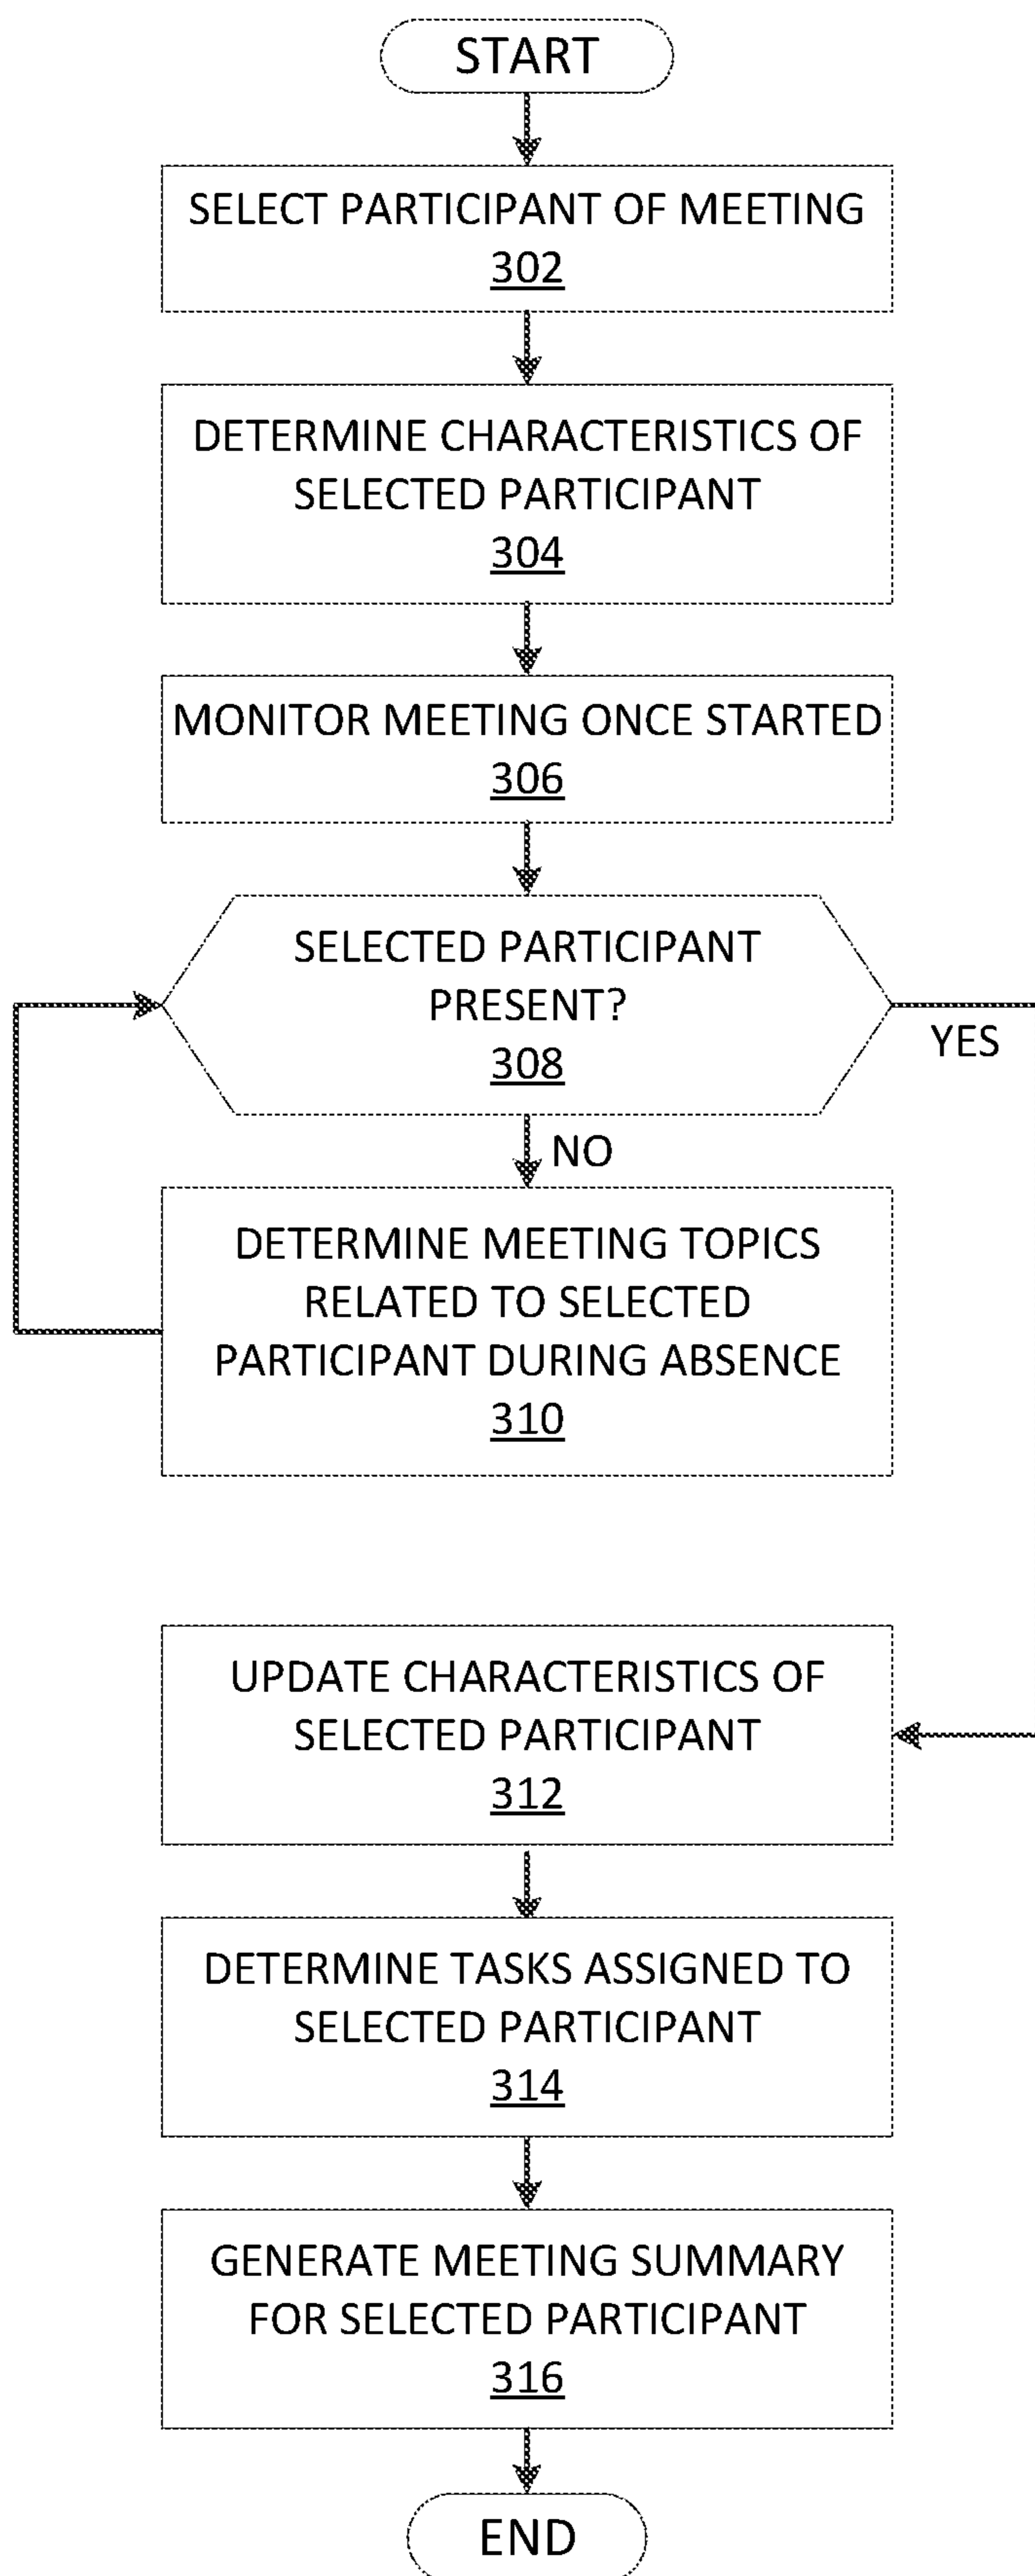 START
SELECT PARTICIPANT OF MEETING
302
DETERMINE CHARACTERISTICS OF
SELECTED PARTICIPANT
304
MONITOR MEETING ONCE STARTED
306
SELECTED PARTICIPANT
PRESENT?
308
YES
NO
DETERMINE MEETING TOPICS
RELATED TO SELECTED
PARTICIPANT DURING ABSENCE
310
UPDATE CHARACTERISTICS OF
SELECTED PARTICIPANT
312
DETERMINE TASKS ASSIGNED TO
SELECTED PARTICIPANT
314
GENERATE MEETING SUMMARY
FOR SELECTED PARTICIPANT
316
END